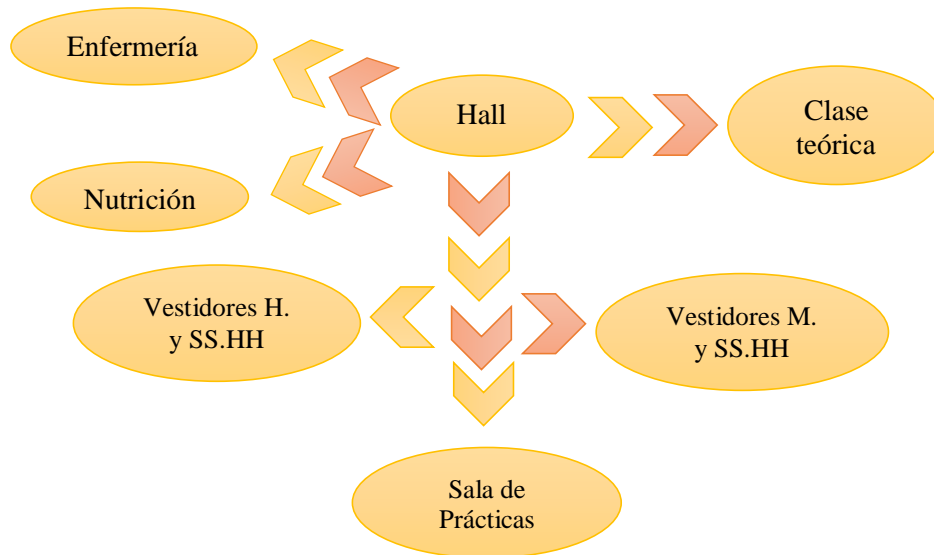 Enfermería
Hall
Clase
teórica
Nutrición
Vestidores H.
y SS.HH
Vestidores M.
y SS.HH
Sala de
Prácticas